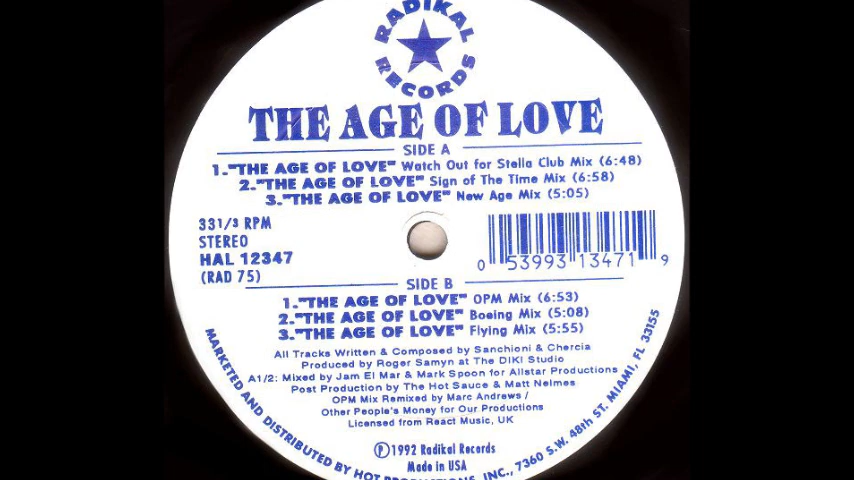 RADIKAL
RECORDS
THE AGE OF LOVE
SIDE A
1."THE AGE OF LOVE" Watch Out for Stella Club Mix (6:48)
2."THE AGE OF LOVE" Sign of The Time Mix (6:58)
3."THE AGE OF LOVE" New Age Mix (5:05)
33 1/3 RPM
STEREO
HAL 12347
(RAD 75)
0 53993 13471 9
SIDE B
1."THE AGE OF LOVE" OPM Mix (6:53)
2."THE AGE OF LOVE" Boeing Mix (5:08)
3."THE AGE OF LOVE" Flying Mix (5:55)
All Tracks Written & Composed by Sanchioni & Chercia
Produced by Roger Samyn at The DIKI Studio
A1/2: Mixed by Jam El Mar & Mark Spoon for Allstar Productions
Post Production by The Hot Sauce & Matt Nelmes
OPM Mix Remixed by Marc Andrews /
Other People's Money for Our Productions
Licensed from React Music, UK
Ⓟ1992 Radikal Records
Made in USA
MARKETED AND DISTRIBUTED BY HOT PRODUCTIONS, INC., 7360 S.W. 48th ST. MIAMI, FL 33155